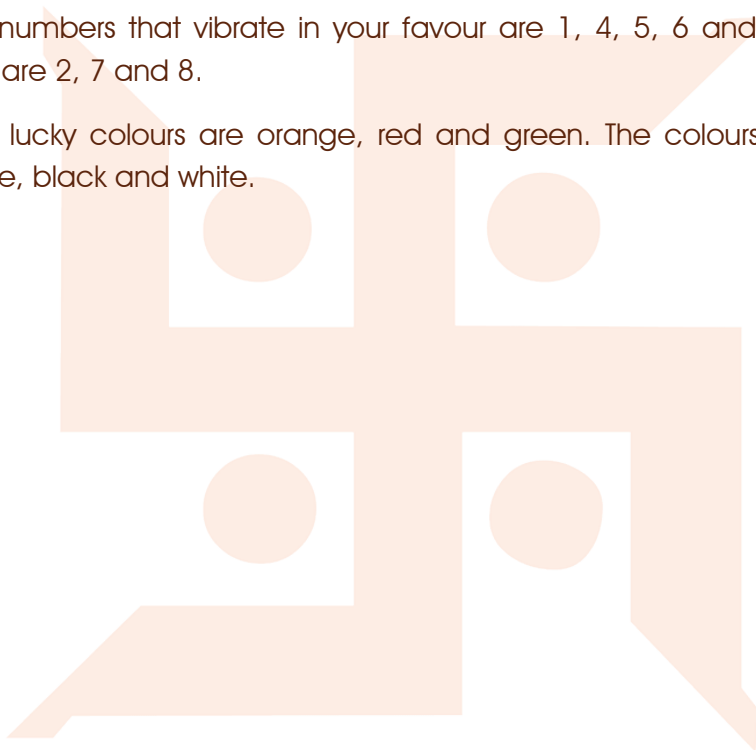 numbers that vibrate in your favour are 1, 4, 5, 6 and
are 2, 7 and 8.
lucky colours are orange, red and green. The colours
e, black and white.